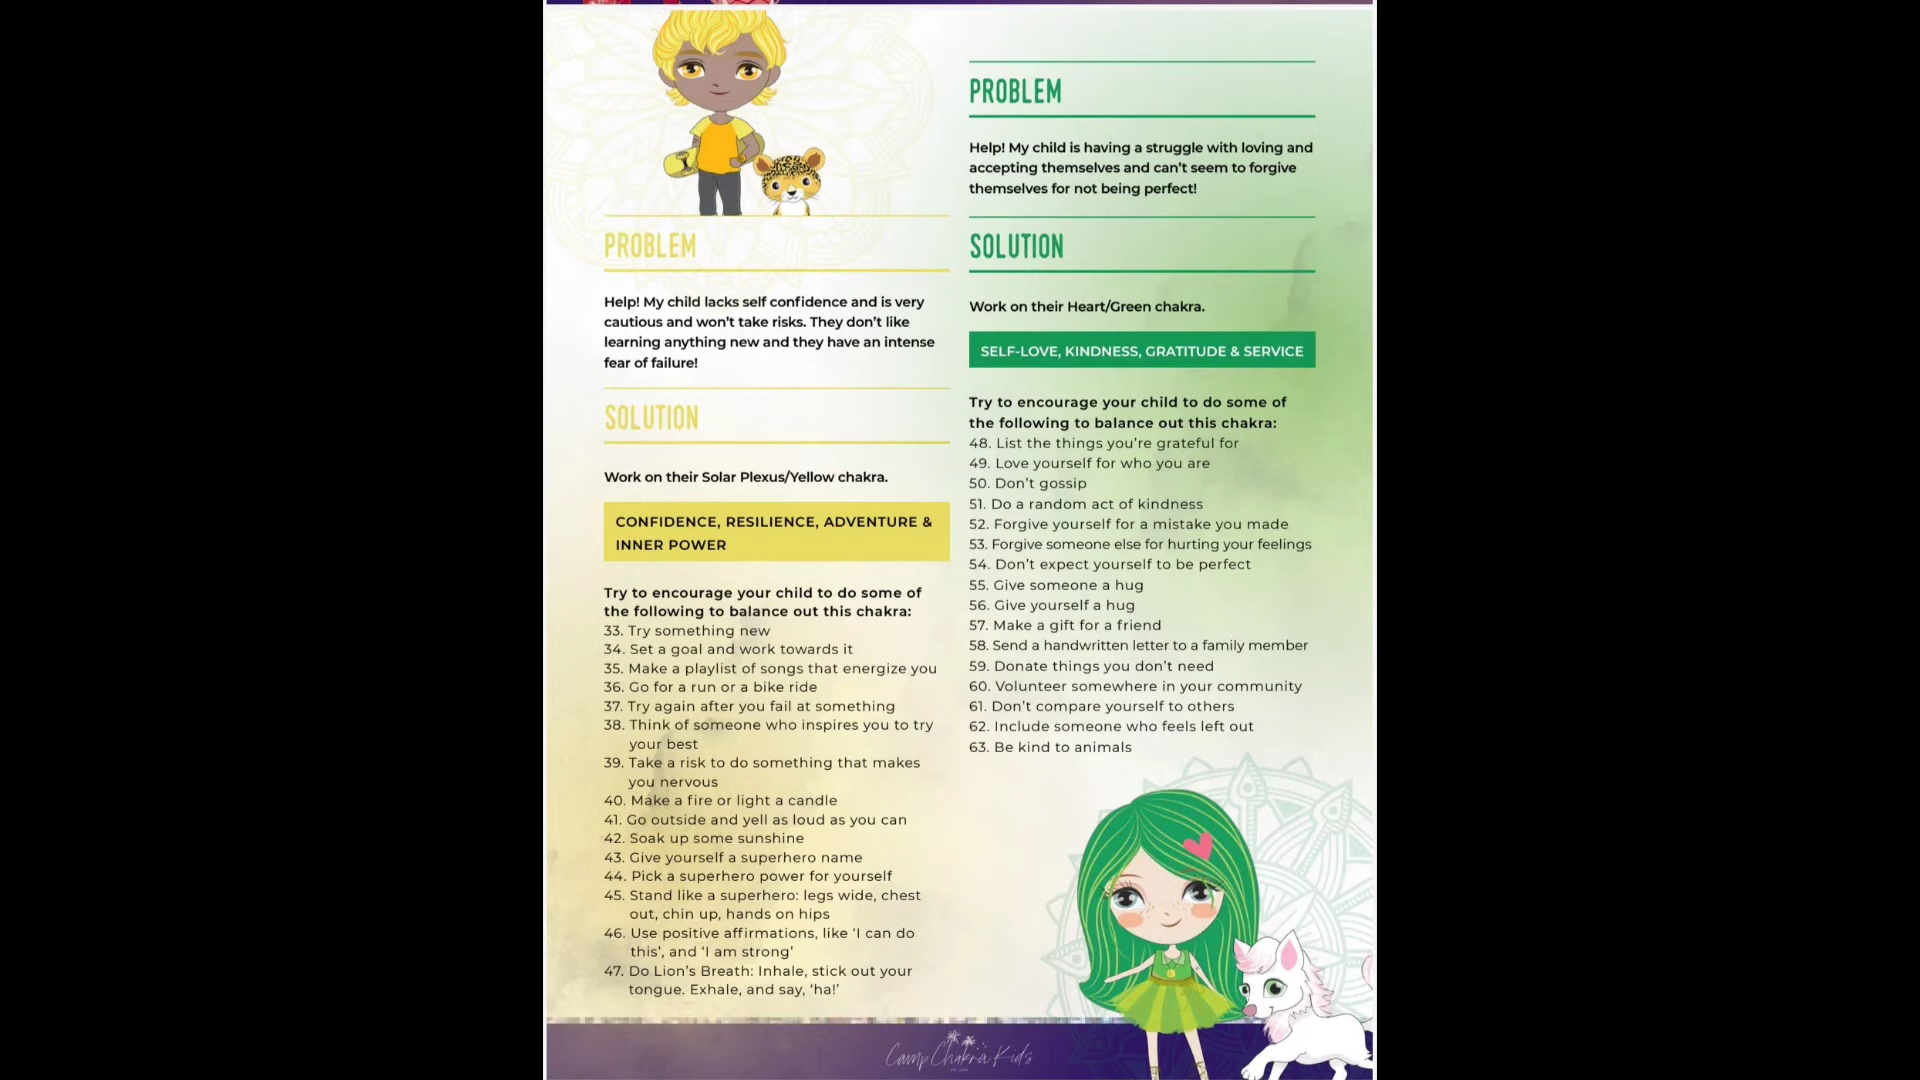 PROBLEM
Help! My child lacks self confidence and is very
cautious and won't take risks. They don't like
learning anything new and they have an intense
fear of failure!
SOLUTION
Work on their Solar Plexus/Yellow chakra.
CONFIDENCE, RESILIENCE, ADVENTURE &
INNER POWER
Try to encourage your child to do some of
the following to balance out this chakra:
33. Try something new
34. Set a goal and work towards it
35. Make a playlist of songs that energize you
36. Go for a run or a bike ride
37. Try again after you fail at something
38. Think of someone who inspires you to try
your best
39. Take a risk to do something that makes
you nervous
40. Make a fire or light a candle
41. Go outside and yell as loud as you can
42. Soak up some sunshine
43. Give yourself a superhero name
44. Pick a superhero power for yourself
45. Stand like a superhero: legs wide, chest
out, chin up, hands on hips
46. Use positive affirmations, like ‘I can do
this’, and ‘I am strong’
47. Do Lion's Breath: Inhale, stick out your
tongue. Exhale, and say, ‘ha!’
PROBLEM
Help! My child is having a struggle with loving and
accepting themselves and can't seem to forgive
themselves for not being perfect!
SOLUTION
Work on their Heart/Green chakra.
SELF-LOVE, KINDNESS, GRATITUDE & SERVICE
Try to encourage your child to do some of
the following to balance out this chakra:
48. List the things you're grateful for
49. Love yourself for who you are
50. Don't gossip
51. Do a random act of kindness
52. Forgive yourself for a mistake you made
53. Forgive someone else for hurting your feelings
54. Don't expect yourself to be perfect
55. Give someone a hug
56. Give yourself a hug
57. Make a gift for a friend
58. Send a handwritten letter to a family member
59. Donate things you don't need
60. Volunteer somewhere in your community
61. Don't compare yourself to others
62. Include someone who feels left out
63. Be kind to animals
Camp Chakra Kids